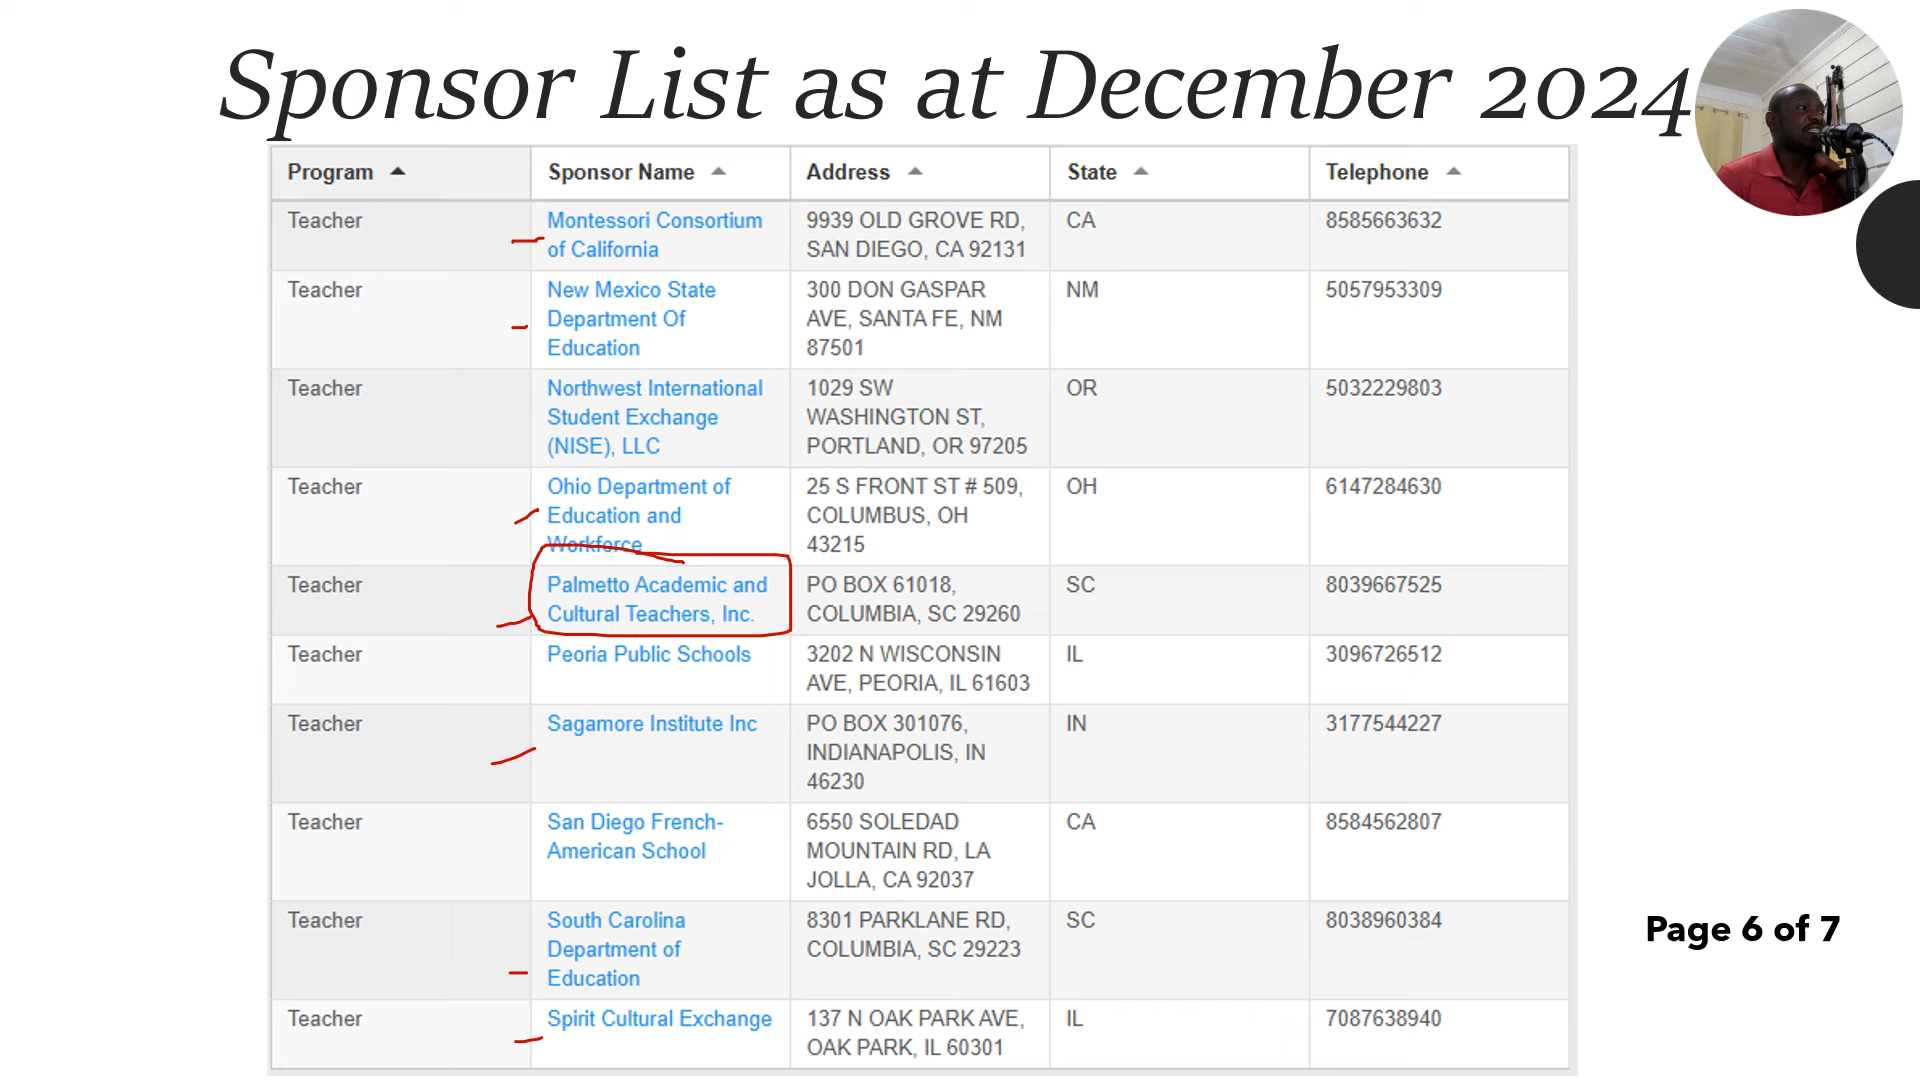 Sponsor List as at December 2024
Program Sponsor Name Address State Telephone
Teacher Montessori Consortium 9939 OLD GROVE RD, CA 8585663632
of California SAN DIEGO, CA 92131
Teacher New Mexico State 300 DON GASPAR NM 5057953309
Department Of AVE, SANTA FE, NM
Education 87501
Teacher Northwest International 1029 SW OR 5032229803
Student Exchange WASHINGTON ST,
(NISE), LLC PORTLAND, OR 97205
Teacher Ohio Department of 25 S FRONT ST # 509, OH 6147284630
Education and COLUMBUS, OH
Workforce 43215
Teacher Palmetto Academic and PO BOX 61018, SC 8039667525
Cultural Teachers, Inc. COLUMBIA, SC 29260
Teacher Peoria Public Schools 3202 N WISCONSIN IL 3096726512
AVE, PEORIA, IL 61603
Teacher Sagamore Institute Inc PO BOX 301076, IN 3177544227
INDIANAPOLIS, IN
46230
Teacher San Diego French- 6550 SOLEDAD CA 8584562807
American School MOUNTAIN RD, LA
JOLLA, CA 92037
Teacher South Carolina 8301 PARKLANE RD, SC 8038960384
Department of COLUMBIA, SC 29223
Education
Teacher Spirit Cultural Exchange 137 N OAK PARK AVE, IL 7087638940
OAK PARK, IL 60301
Page 6 of 7